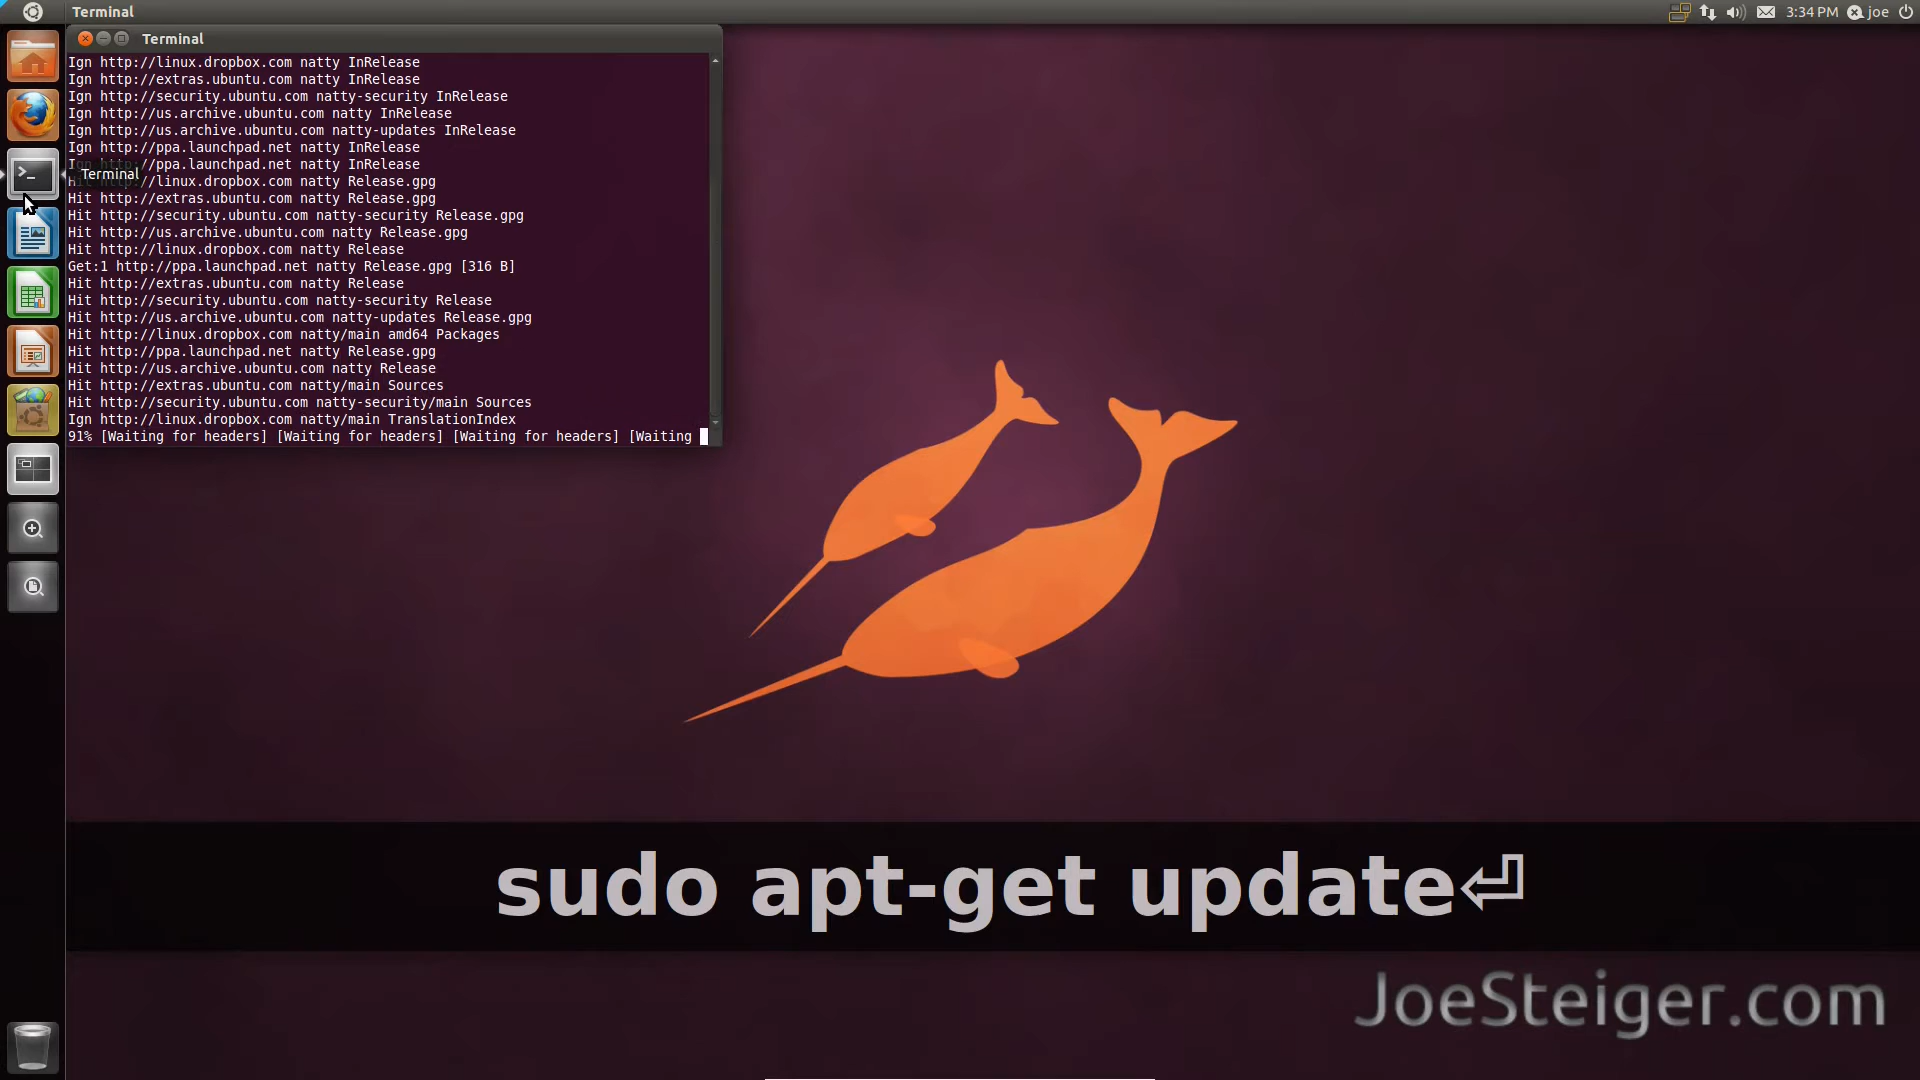 Terminal
3:34 PM
joe
Terminal
Ign http://linux.dropbox.com natty InRelease
Ign http://extras.ubuntu.com natty InRelease
Ign http://security.ubuntu.com natty-security InRelease
Ign http://us.archive.ubuntu.com natty InRelease
Ign http://us.archive.ubuntu.com natty-updates InRelease
Ign http://ppa.launchpad.net natty InRelease
Ign http://ppa.launchpad.net natty InRelease
Terminal
Hit http://linux.dropbox.com natty Release.gpg
Hit http://extras.ubuntu.com natty Release.gpg
Hit http://security.ubuntu.com natty-security Release.gpg
Hit http://us.archive.ubuntu.com natty Release.gpg
Hit http://linux.dropbox.com natty Release
Get:1 http://ppa.launchpad.net natty Release.gpg [316 B]
Hit http://extras.ubuntu.com natty Release
Hit http://security.ubuntu.com natty-security Release
Hit http://us.archive.ubuntu.com natty-updates Release.gpg
Hit http://linux.dropbox.com natty/main amd64 Packages
Hit http://ppa.launchpad.net natty Release.gpg
Hit http://us.archive.ubuntu.com natty Release
Hit http://extras.ubuntu.com natty/main Sources
Hit http://security.ubuntu.com natty-security/main Sources
Ign http://linux.dropbox.com natty/main TranslationIndex
91% [Waiting for headers] [Waiting for headers] [Waiting for headers] [Waiting
sudo apt-get update⏎
JoeSteiger.com